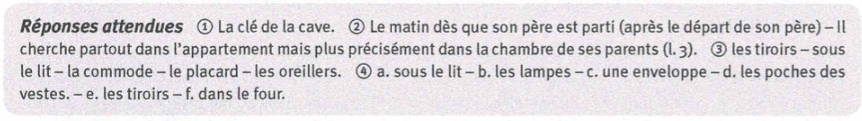 Réponses attendues ① La clé de la cave. ② Le matin dès que son père est parti (après le départ de son père) – Il
cherche partout dans l'appartement mais plus précisément dans la chambre de ses parents (l. 3). ③ les tiroirs – sous
le lit – la commode – le placard – les oreillers. ④ a. sous le lit – b. les lampes – c. une enveloppe – d. les poches des
vestes. – e. les tiroirs – f. dans le four.